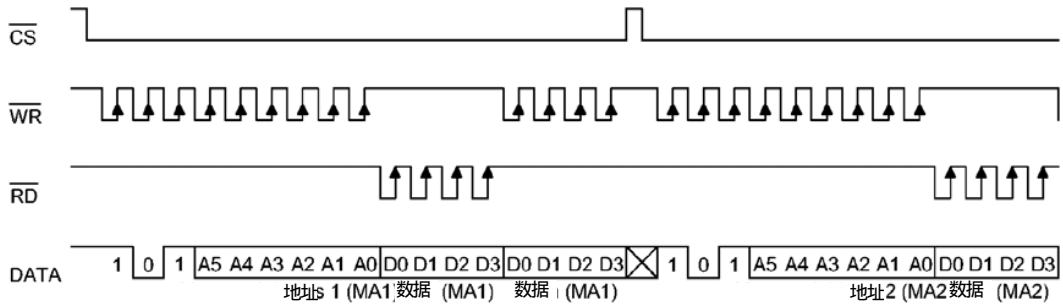 CS
WR
RD
DATA 1 0 1 A5 A4 A3 A2 A1 A0 D0 D1 D2 D3 D0 D1 D2 D3 1 0 1 A5 A4 A3 A2 A1 A0 D0 D1 D2 D3
地址s 1 (MA1) 数据 (MA1) 数据 (MA1) 地址2 (MA2 数据 (MA2)